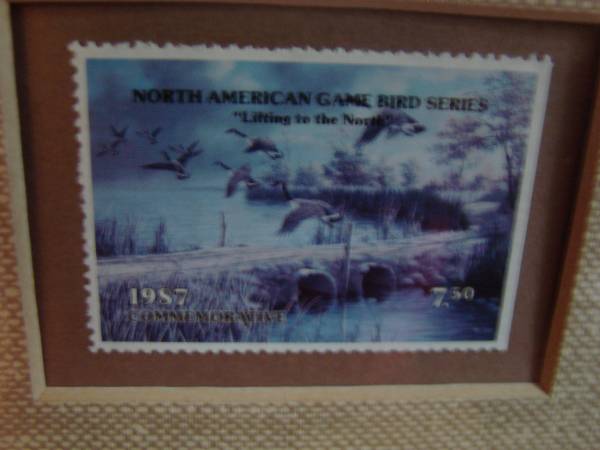 NORTH AMERICAN GAME BIRD SERIES
"Lifting to the North"
1987
7.50
COMMEMORATIVE